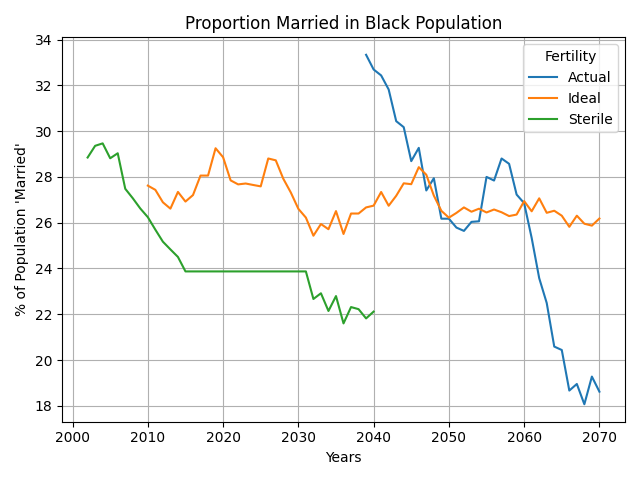 Proportion Married in Black Population
34
32
30
28
26
24
22
20
18
% of Population 'Married'
Fertility
Actual
Ideal
Sterile
2000 2010 2020 2030 2040 2050 2060 2070
Years